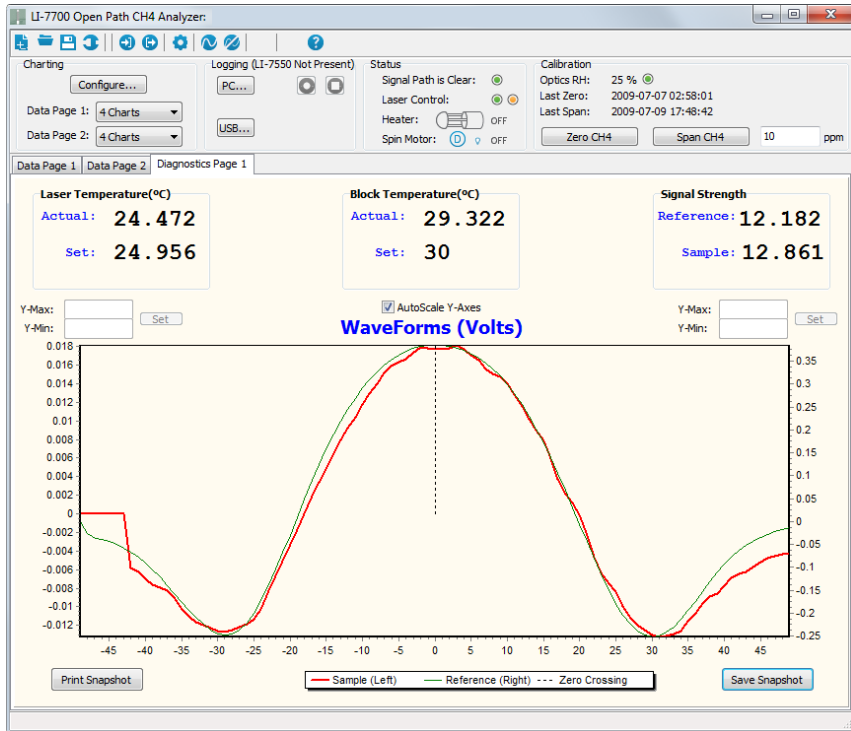 LI-7700 Open Path CH4 Analyzer:
Charting
Configure...
Data Page 1: 4 Charts
Data Page 2: 4 Charts
Logging (LI-7550 Not Present)
PC...
USB...
Status
Signal Path is Clear:
Laser Control:
Heater: OFF
Spin Motor: D OFF
Calibration
Optics RH: 25 %
Last Zero: 2009-07-07 02:58:01
Last Span: 2009-07-09 17:48:42
Zero CH4 Span CH4 10 ppm
Data Page 1 Data Page 2 Diagnostics Page 1
Laser Temperature(ºC)
Actual: 24.472
Set: 24.956
Block Temperature(ºC)
Actual: 29.322
Set: 30
Signal Strength
Reference: 12.182
Sample: 12.861
Y-Max:
Y-Min:
Set
AutoScale Y-Axes
Y-Max:
Y-Min:
Set
WaveForms (Volts)
0.018
0.016
0.014
0.012
0.01
0.008
0.006
0.004
0.002
0
-0.002
-0.004
-0.006
-0.008
-0.01
-0.012
0.35
0.3
0.25
0.2
0.15
0.1
0.05
0
-0.05
-0.1
-0.15
-0.2
-0.25
-45 -40 -35 -30 -25 -20 -15 -10 -5 0 5 10 15 20 25 30 35 40 45
Print Snapshot
Sample (Left) Reference (Right) Zero Crossing
Save Snapshot